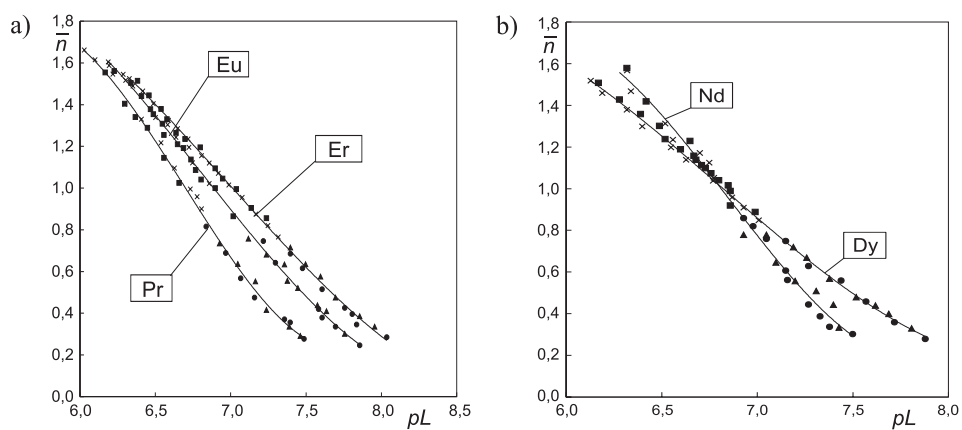 a)
n̅
1,8
1,6
1,4
1,2
1,0
0,8
0,6
0,4
0,2
0,0
Eu
Er
Pr
6,0 6,5 7,0 7,5 8,0 8,5
pL
b)
n̅
1,8
1,6
1,4
1,2
1,0
0,8
0,6
0,4
0,2
0,0
Nd
Dy
6,0 6,5 7,0 7,5 8,0
pL